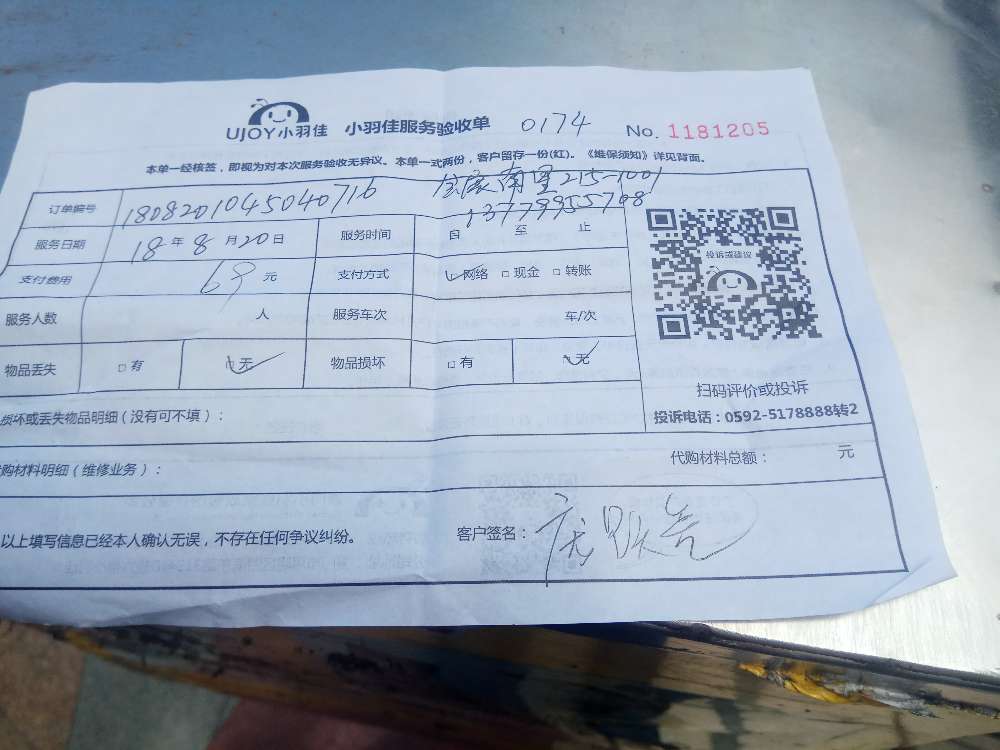 UJOY小羽佳 小羽佳服务验收单 0174 No. 1181205
本单一经核签，即视为对本次服务验收无异议。本单一式两份，客户留存一份(红)。《维保须知》详见背面。
订单编号 1808201045040716 215-1001
13779955768
服务日期 18年8月20日 服务时间 自 至 止
投诉或建议
支付费用 69 元 支付方式 网络 □现金 □转账
服务人数 人 服务车次 车/次
物品丢失 □有 □无 物品损坏 □有 无
扫码评价或投诉
损坏或丢失物品明细（没有可不填）：
投诉电话：0592-5178888转2
购材料明细（维修业务）：
代购材料总额： 元
以上填写信息已经本人确认无误，不存在任何争议纠纷。 客户签名：